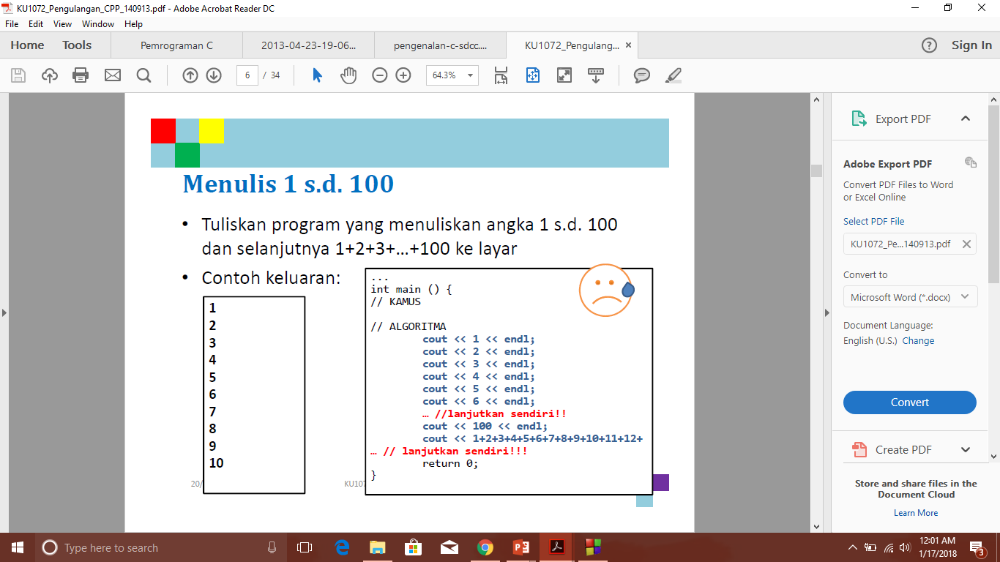 KU1072_Pengulangan_CPP_140913.pdf - Adobe Acrobat Reader DC
File Edit View Window Help
Home Tools Pemrograman C 2013-04-23-19-06... pengenalan-c-sdcc.... KU1072_Pengulang... × ? Sign In
6 / 34 64.3%
Menulis 1 s.d. 100
• Tuliskan program yang menuliskan angka 1 s.d. 100
dan selanjutnya 1+2+3+…+100 ke layar
• Contoh keluaran:
1
2
3
4
5
6
7
8
9
10
...
int main () {
// KAMUS
// ALGORITMA
cout << 1 << endl;
cout << 2 << endl;
cout << 3 << endl;
cout << 4 << endl;
cout << 5 << endl;
cout << 6 << endl;
… //lanjutkan sendiri!!
cout << 100 << endl;
cout << 1+2+3+4+5+6+7+8+9+10+11+12+
… // lanjutkan sendiri!!!
return 0;
}
20/
KU107
Export PDF
Adobe Export PDF
Convert PDF Files to Word
or Excel Online
Select PDF File
KU1072_Pe...140913.pdf
Convert to
Microsoft Word (*.docx)
Document Language:
English (U.S.) Change
Convert
Create PDF
Store and share files in the
Document Cloud
Learn More
Type here to search
12:01 AM
1/17/2018
3